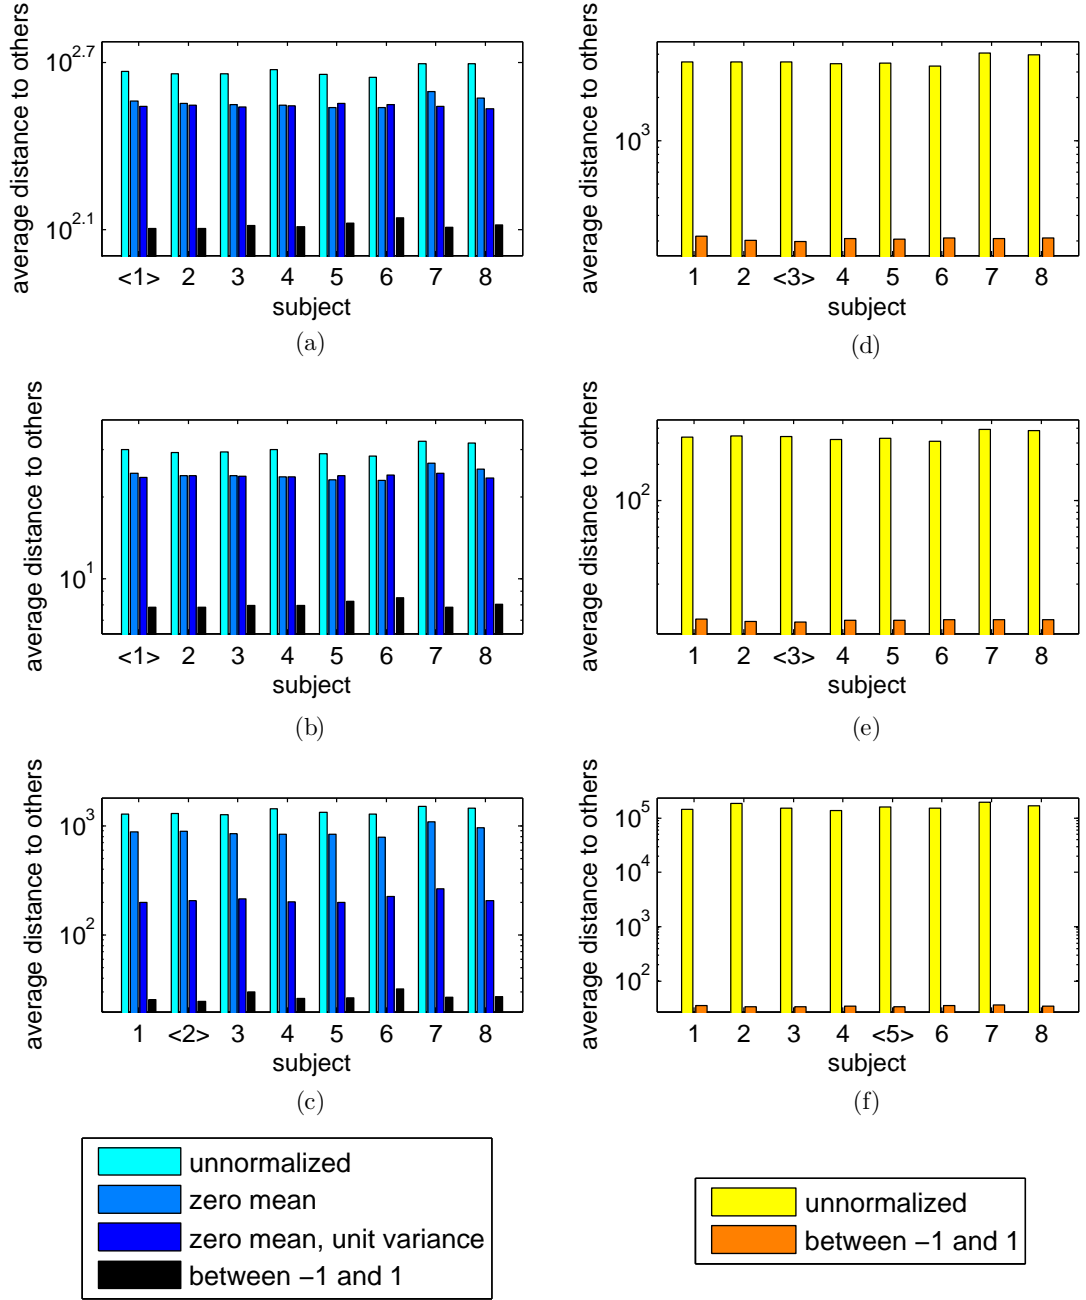 average distance to others
10^2.7
10^2.1
<1> 2 3 4 5 6 7 8
subject
(a)
average distance to others
10^3
1 2 <3> 4 5 6 7 8
subject
(d)
average distance to others
10^1
<1> 2 3 4 5 6 7 8
subject
(b)
average distance to others
10^2
1 2 <3> 4 5 6 7 8
subject
(e)
average distance to others
10^3
10^2
1 <2> 3 4 5 6 7 8
subject
(c)
average distance to others
10^5
10^4
10^3
10^2
1 2 3 4 <5> 6 7 8
subject
(f)
unnormalized
zero mean
zero mean, unit variance
between −1 and 1
unnormalized
between −1 and 1